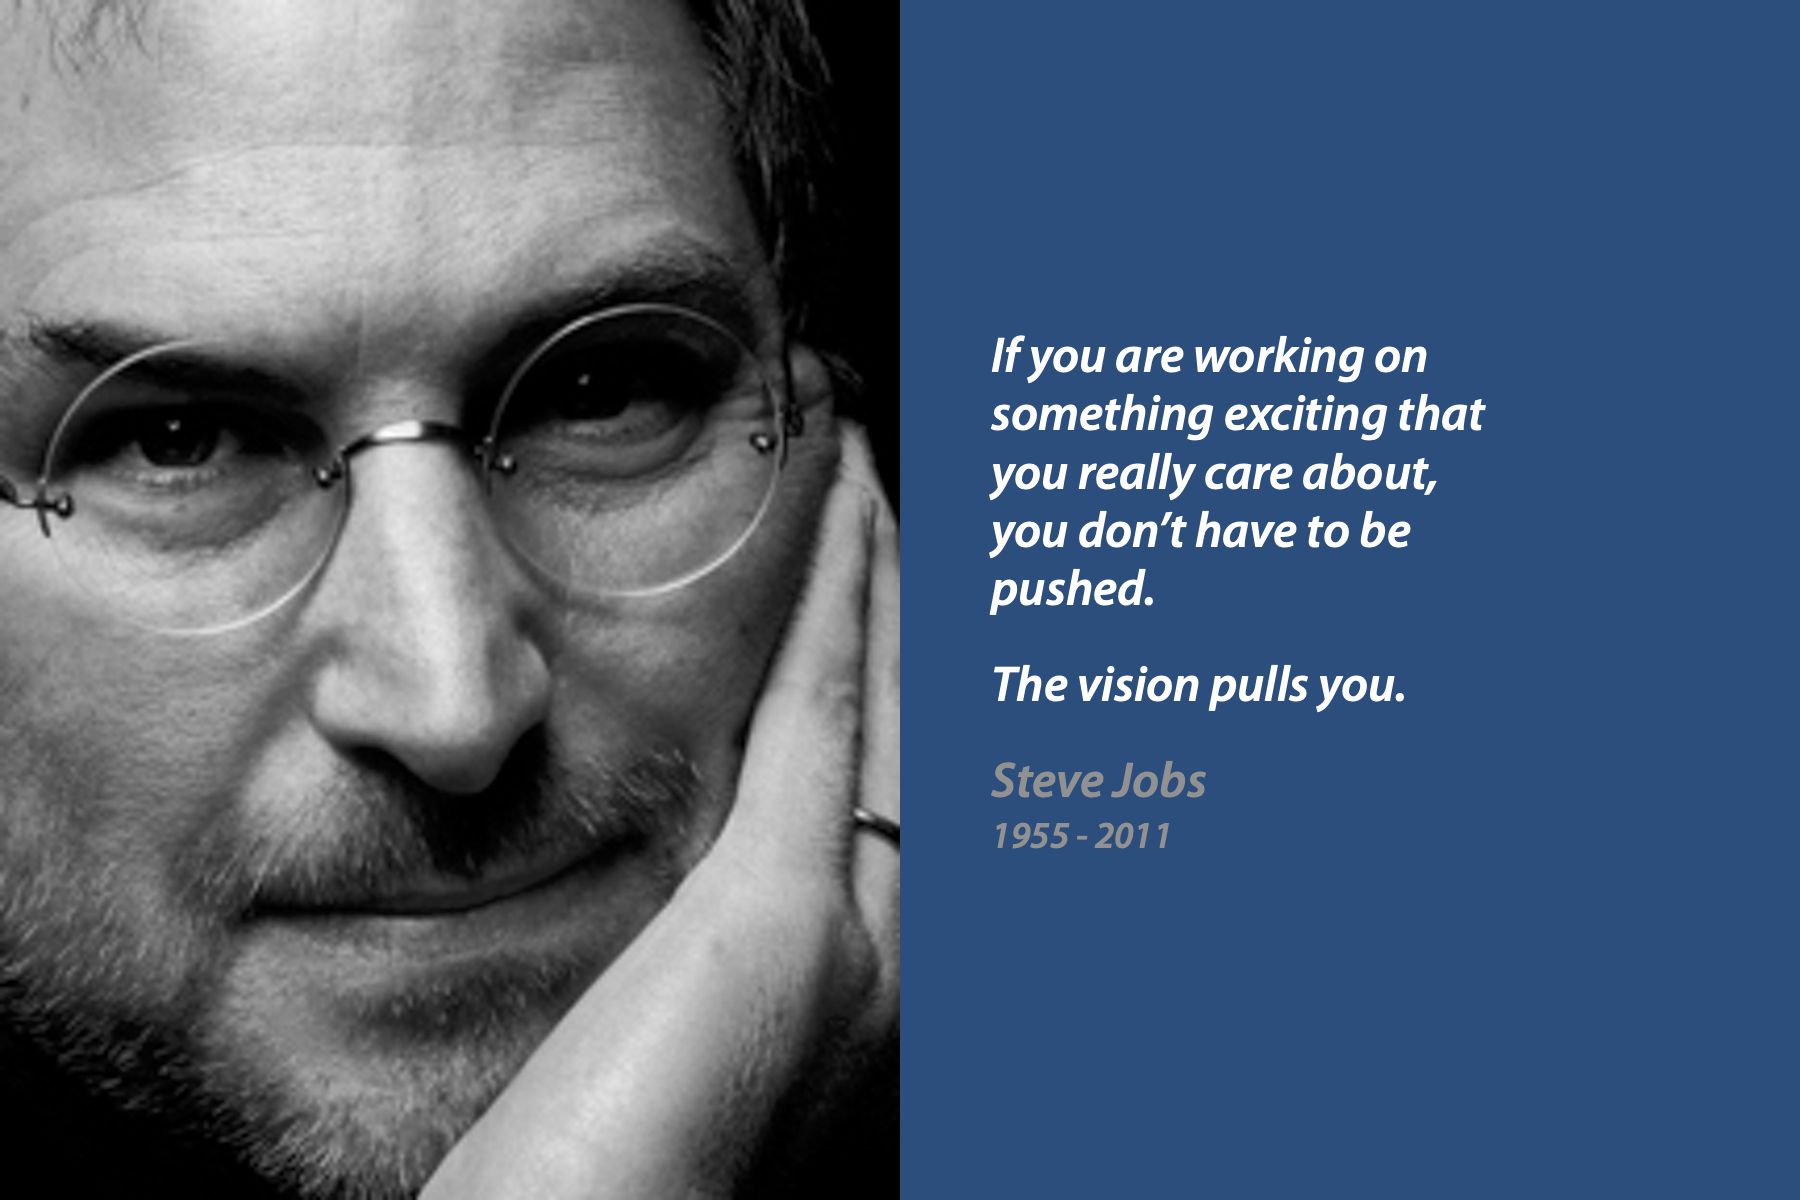 If you are working on
something exciting that
you really care about,
you don’t have to be
pushed.
The vision pulls you.
Steve Jobs
1955 - 2011